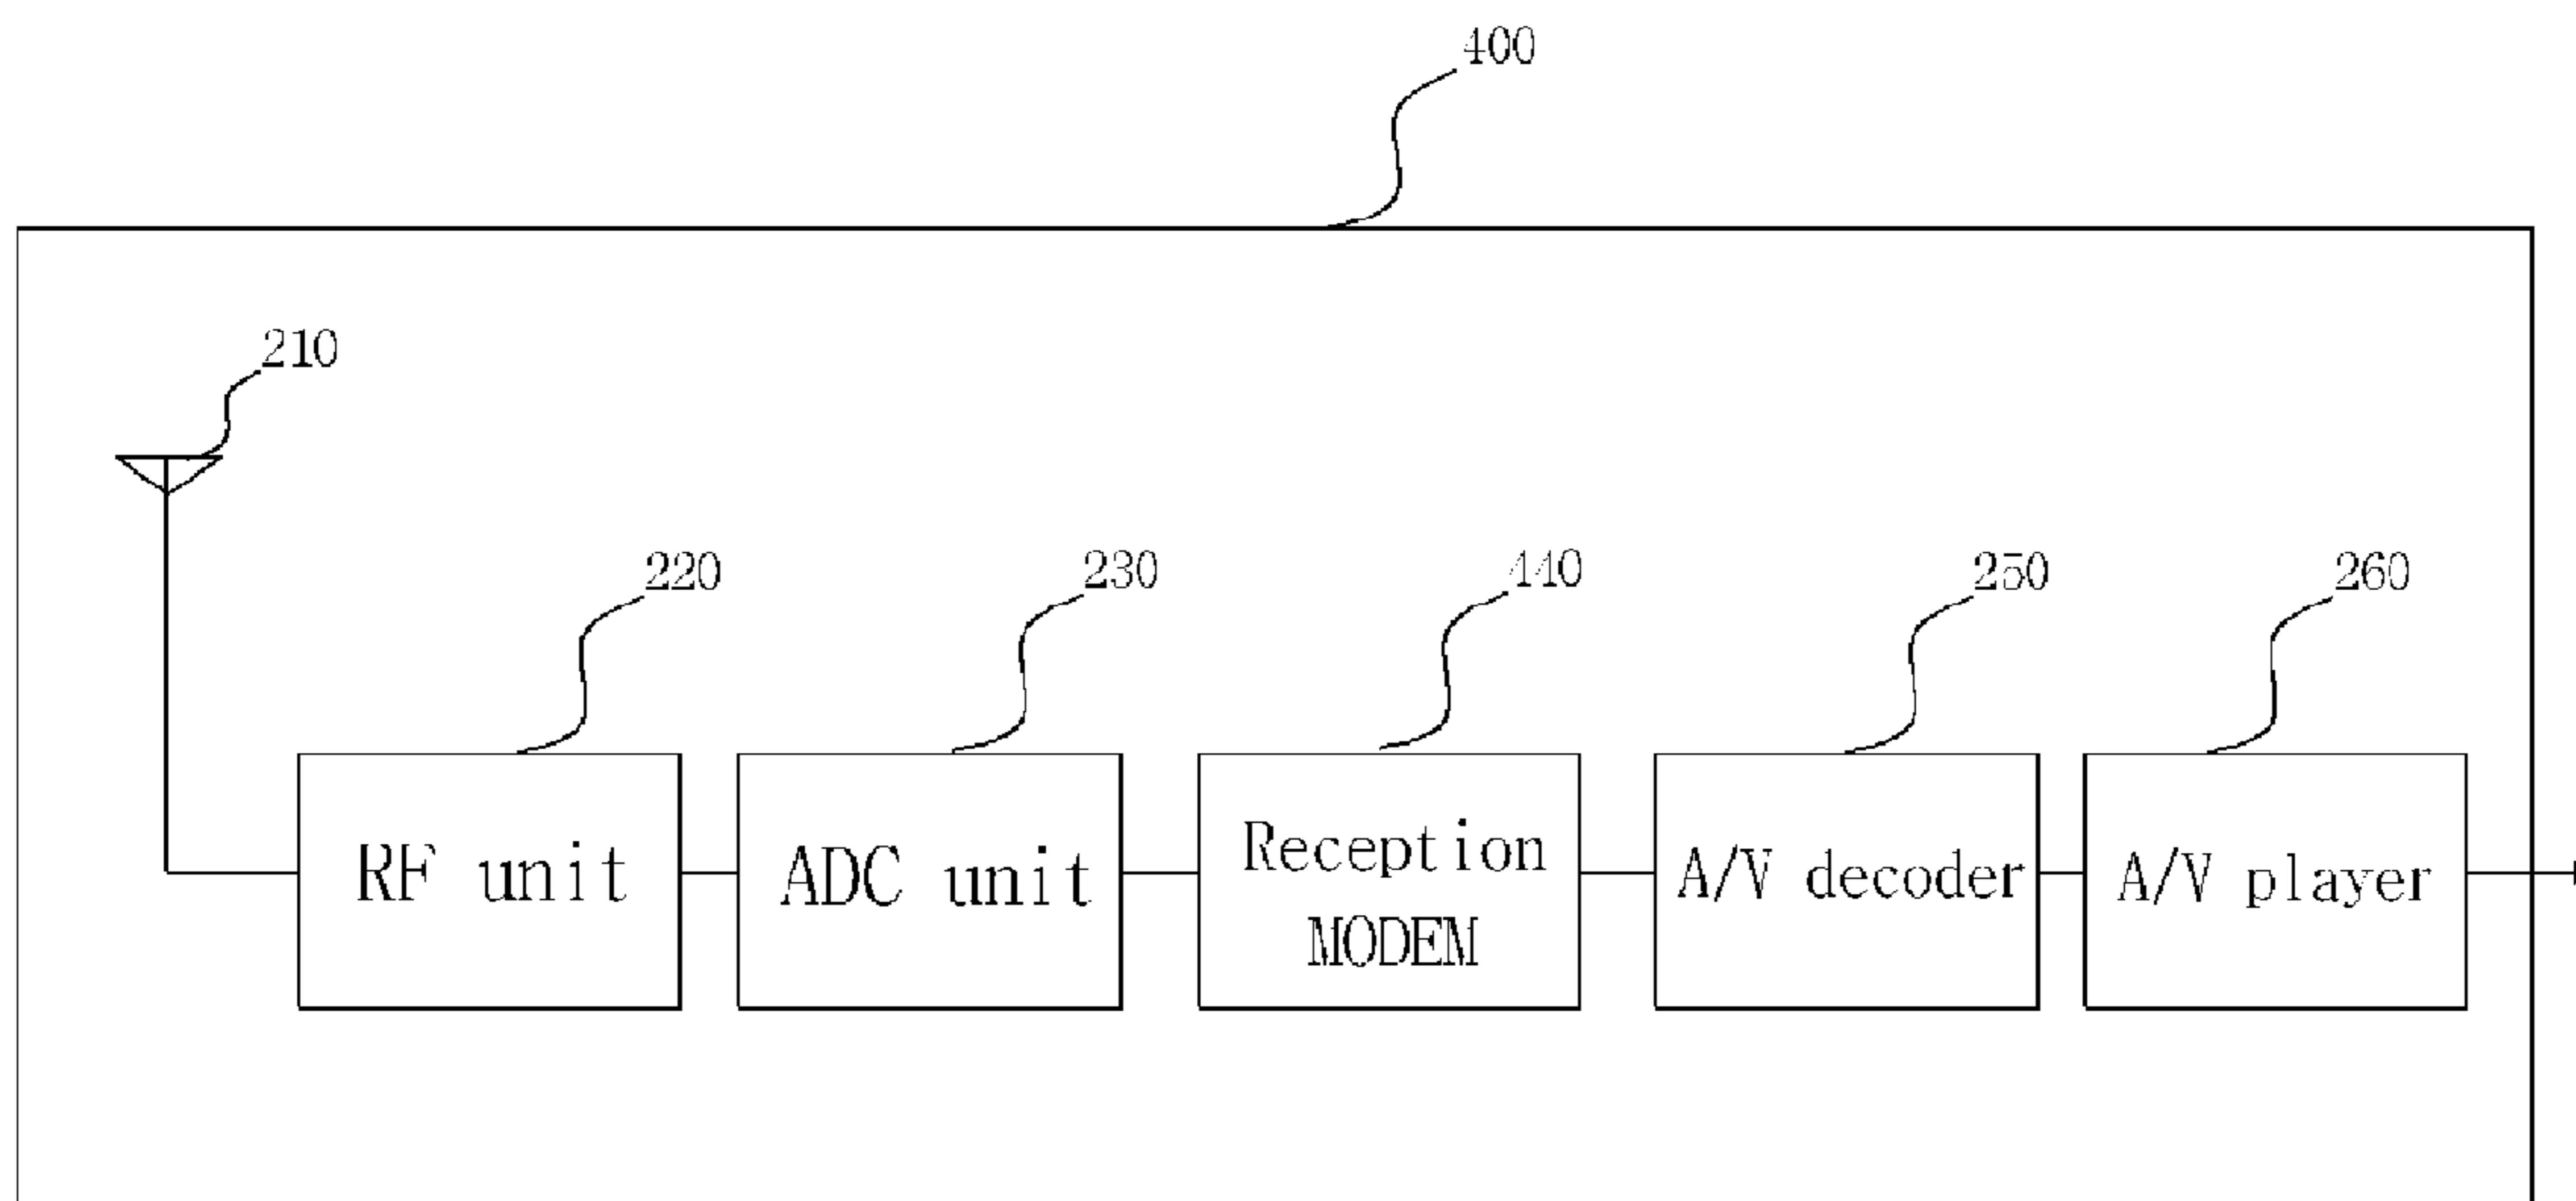 400
210
220
230
440
250
260
RF unit
ADC unit
Reception
MODEM
A/V decoder
A/V player